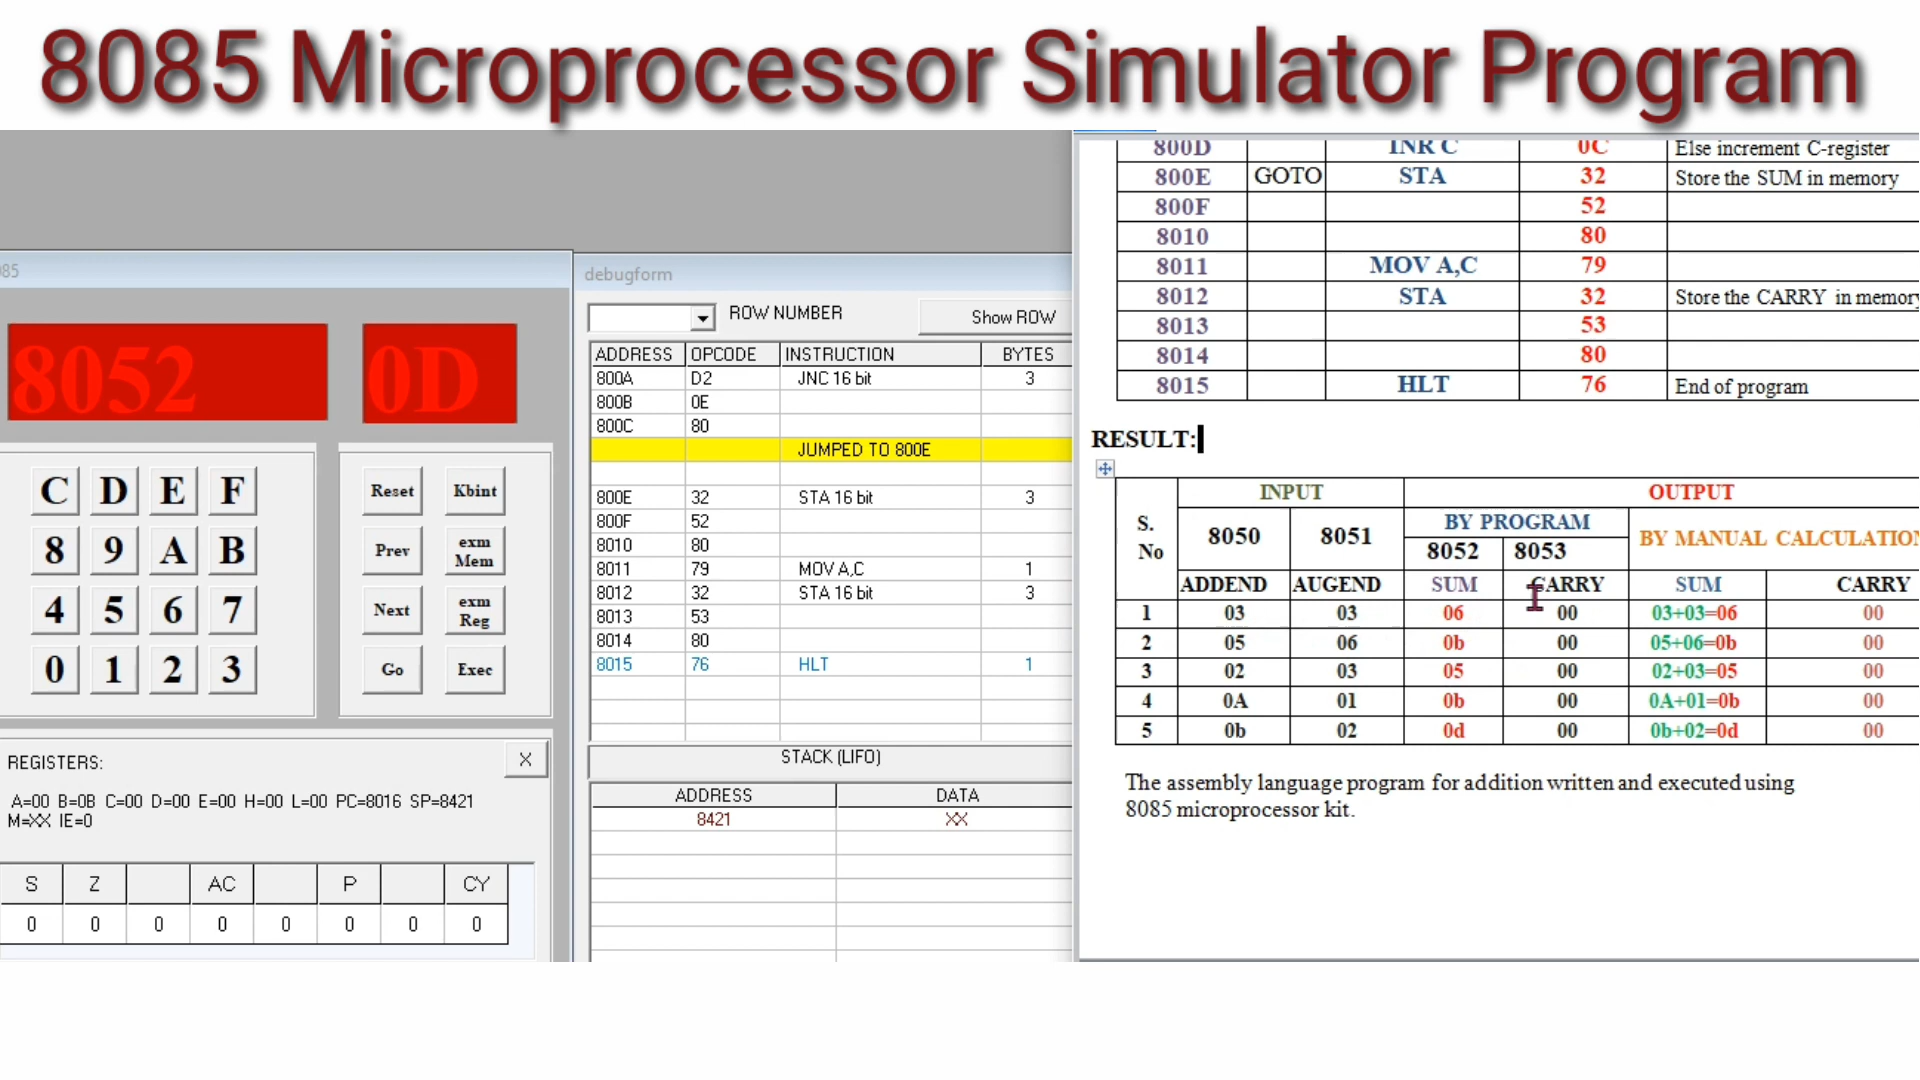 8085 Microprocessor Simulator Program
85
8052 0D
C D E F
8 9 A B
4 5 6 7
0 1 2 3
Reset Kbint
Prev exm Mem
Next exm Reg
Go Exec
REGISTERS: X
A=00 B=0B C=00 D=00 E=00 H=00 L=00 PC=8016 SP=8421
M=XX IE=0
S Z AC P CY
0 0 0 0 0 0 0 0
debugform
ROW NUMBER Show ROW
ADDRESS OPCODE INSTRUCTION BYTES
800A D2 JNC 16 bit 3
800B 0E
800C 80
JUMPED TO 800E
800E 32 STA 16 bit 3
800F 52
8010 80
8011 79 MOV A,C 1
8012 32 STA 16 bit 3
8013 53
8014 80
8015 76 HLT 1
STACK (LIFO)
ADDRESS DATA
8421 XX
800D INR C 0C Else increment C-register
800E GOTO STA 32 Store the SUM in memory
800F 52
8010 80
8011 MOV A,C 79
8012 STA 32 Store the CARRY in memory
8013 53
8014 80
8015 HLT 76 End of program
RESULT:
S. No INPUT OUTPUT
8050 8051 BY PROGRAM BY MANUAL CALCULATION
8052 8053
ADDEND AUGEND SUM CARRY SUM CARRY
1 03 03 06 00 03+03=06 00
2 05 06 0b 00 05+06=0b 00
3 02 03 05 00 02+03=05 00
4 0A 01 0b 00 0A+01=0b 00
5 0b 02 0d 00 0b+02=0d 00
The assembly language program for addition written and executed using
8085 microprocessor kit.